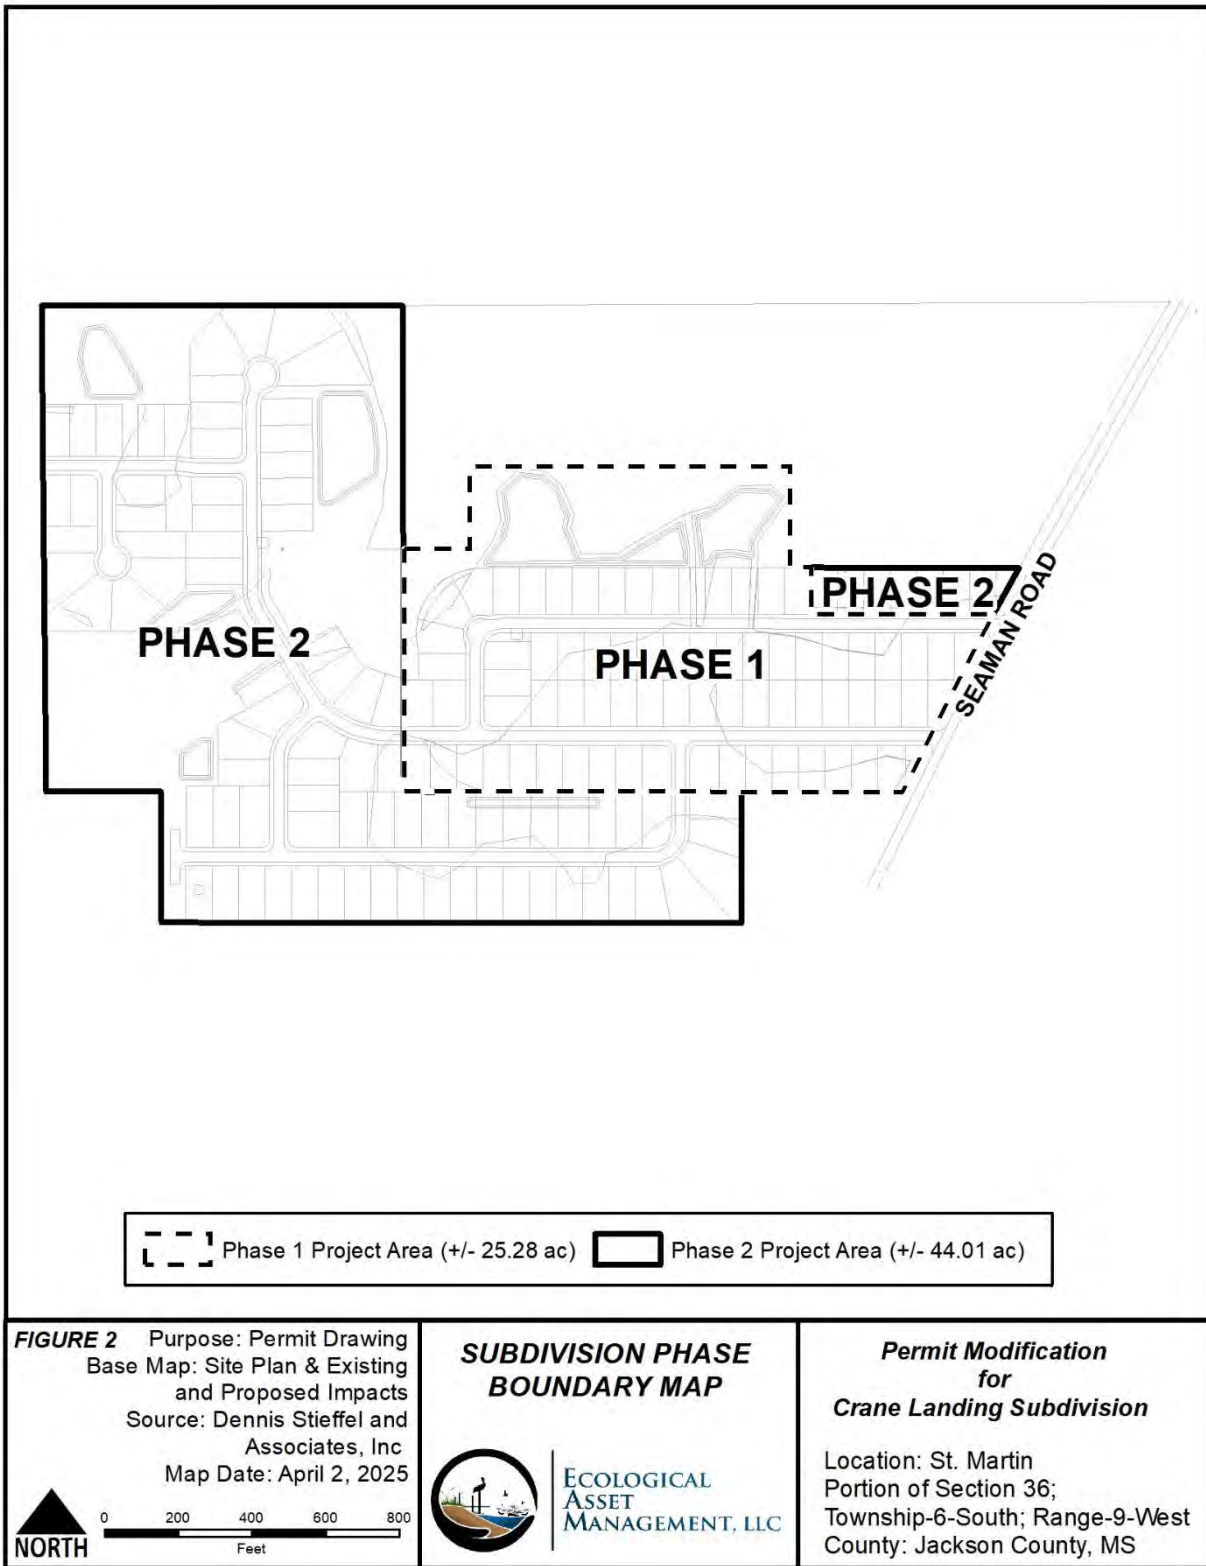 PHASE 2
SEAMAN ROAD
PHASE 2
PHASE 1
Phase 1 Project Area (+/- 25.28 ac)
Phase 2 Project Area (+/- 44.01 ac)
FIGURE 2 Purpose: Permit Drawing
Base Map: Site Plan & Existing
and Proposed Impacts
Source: Dennis Stieffel and
Associates, Inc
Map Date: April 2, 2025
NORTH
0 200 400 600 800
Feet
SUBDIVISION PHASE
BOUNDARY MAP
ECOLOGICAL
ASSET
MANAGEMENT, LLC
Permit Modification
for
Crane Landing Subdivision
Location: St. Martin
Portion of Section 36;
Township-6-South; Range-9-West
County: Jackson County, MS